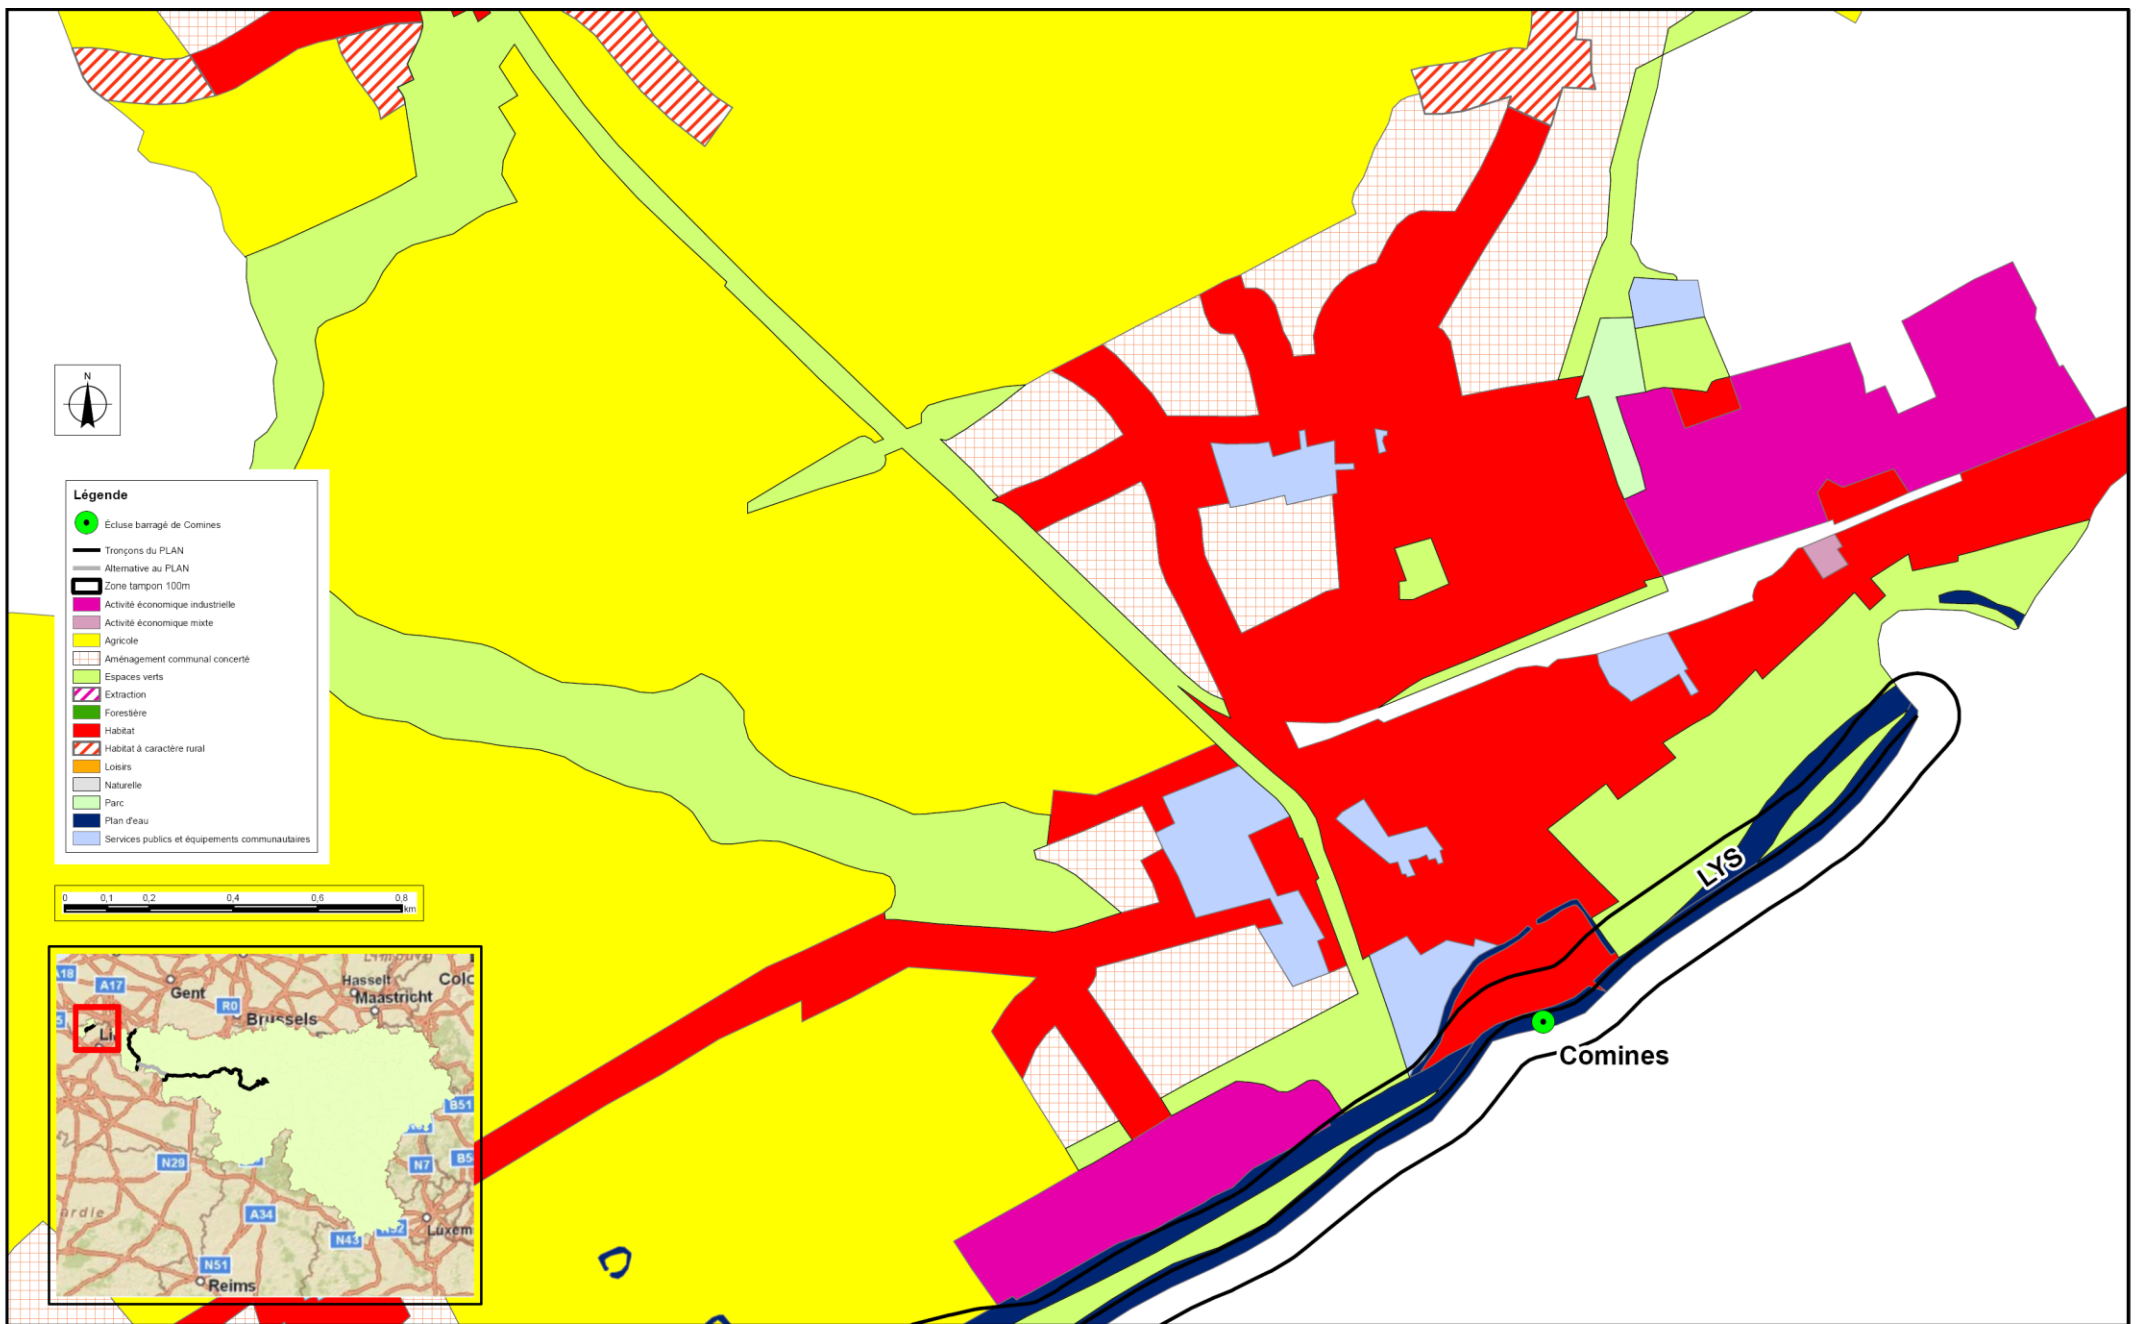 N
Légende
Écluse barragé de Comines
Tronçons du PLAN
Alternative au PLAN
Zone tampon 100m
Activité économique industrielle
Activité économique mixte
Agricole
Aménagement communal concerté
Espaces verts
Extraction
Forestière
Habitat
Habitat à caractère rural
Loisirs
Naturelle
Parc
Plan d'eau
Services publics et équipements communautaires
0 0,1 0,2 0,4 0,6 0,8
km
LYS
Comines
A18
A17
Gent
Hasselt
Maastricht
R0
Brussels
B51
N7
N29
A34
N43
Luxem
N51
Reims